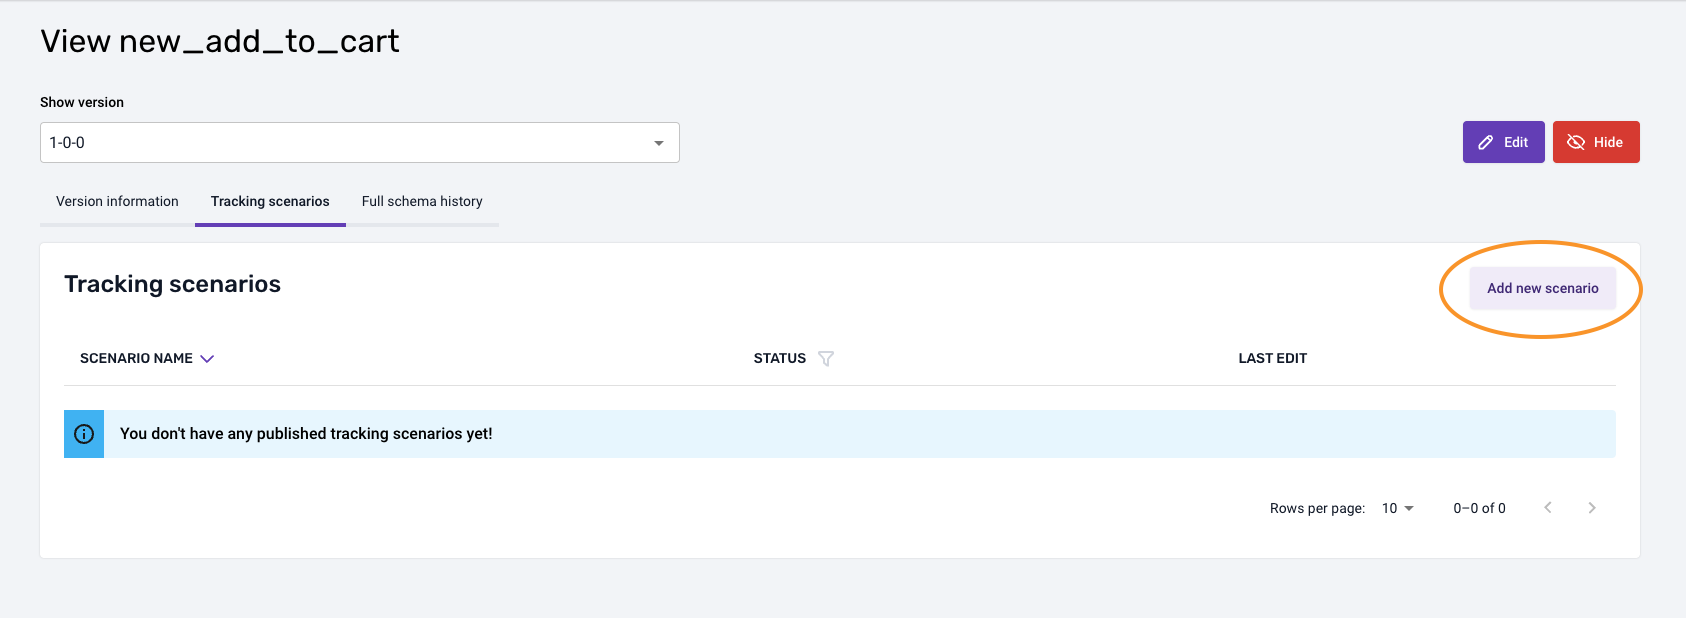 View new_add_to_cart
Show version
1-0-0
Edit
Hide
Version information
Tracking scenarios
Full schema history
Tracking scenarios
Add new scenario
SCENARIO NAME
STATUS
LAST EDIT
You don't have any published tracking scenarios yet!
Rows per page: 10 0–0 of 0